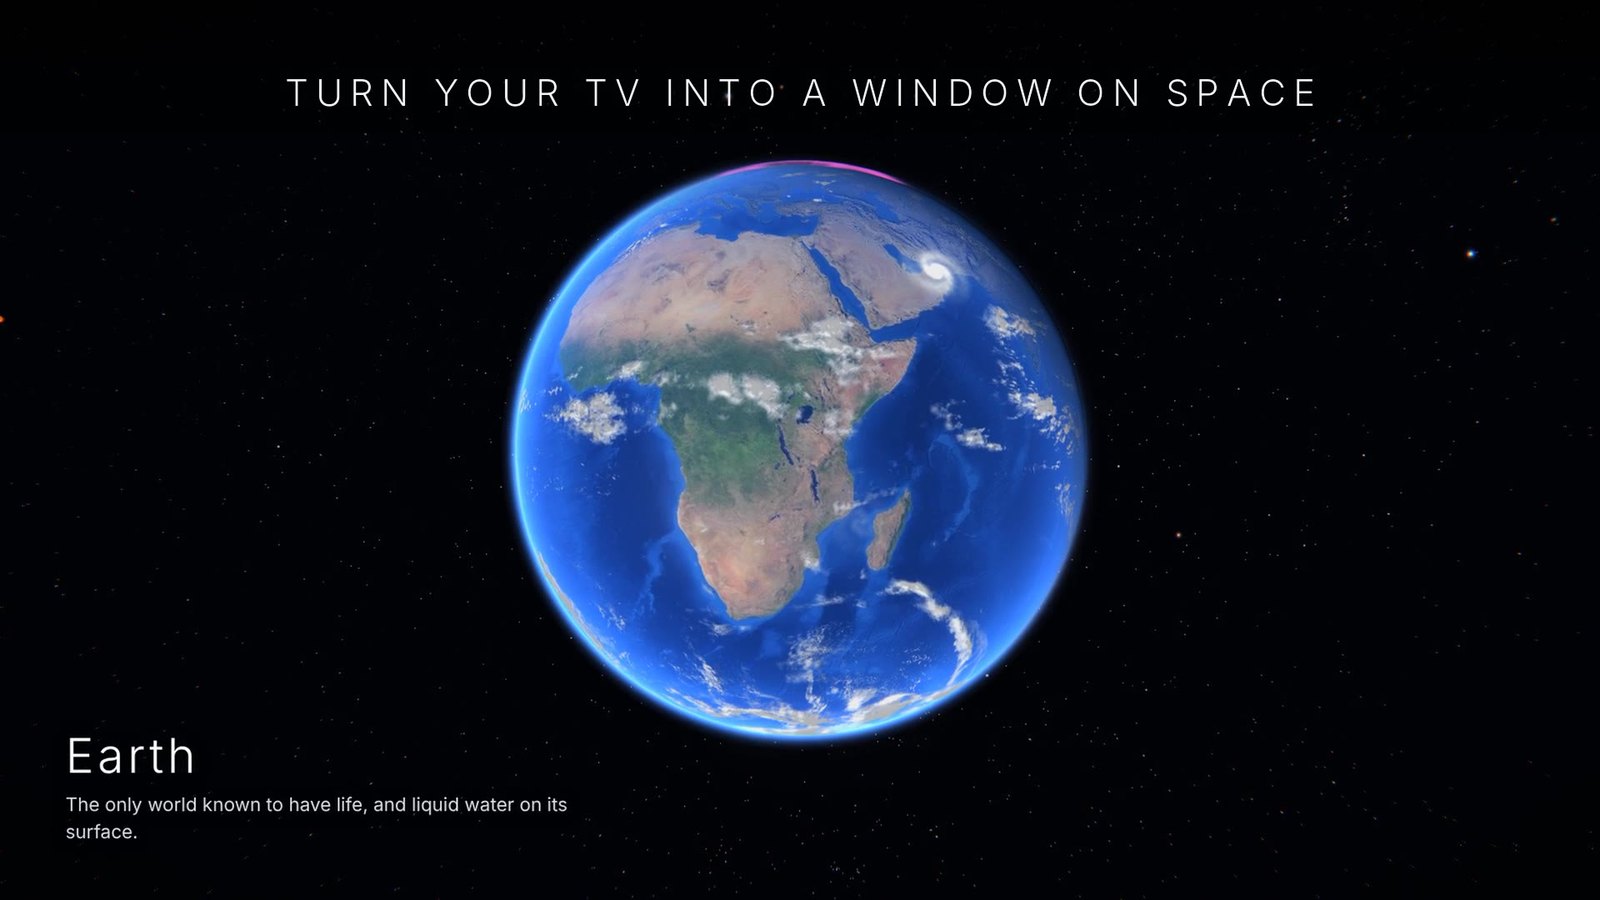 TURN YOUR TV INTO A WINDOW ON SPACE
Earth
The only world known to have life, and liquid water on its
surface.